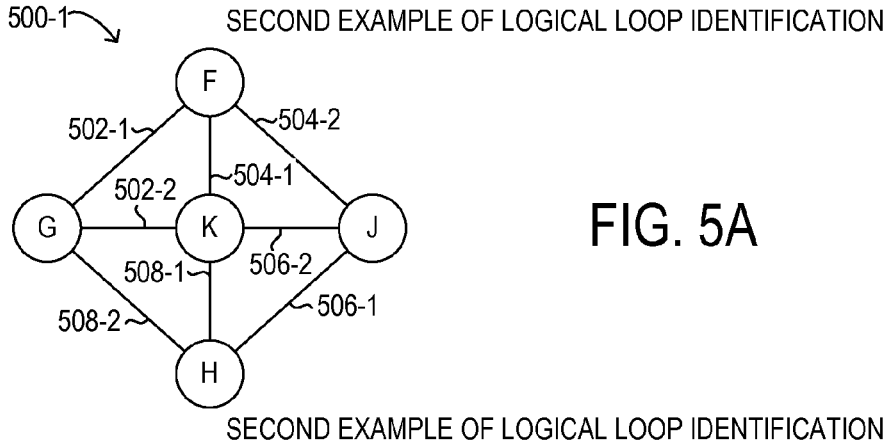 500-1
SECOND EXAMPLE OF LOGICAL LOOP IDENTIFICATION
F
502-1
504-2
504-1
502-2
G
K
J
FIG. 5A
508-1
506-2
508-2
506-1
H
SECOND EXAMPLE OF LOGICAL LOOP IDENTIFICATION